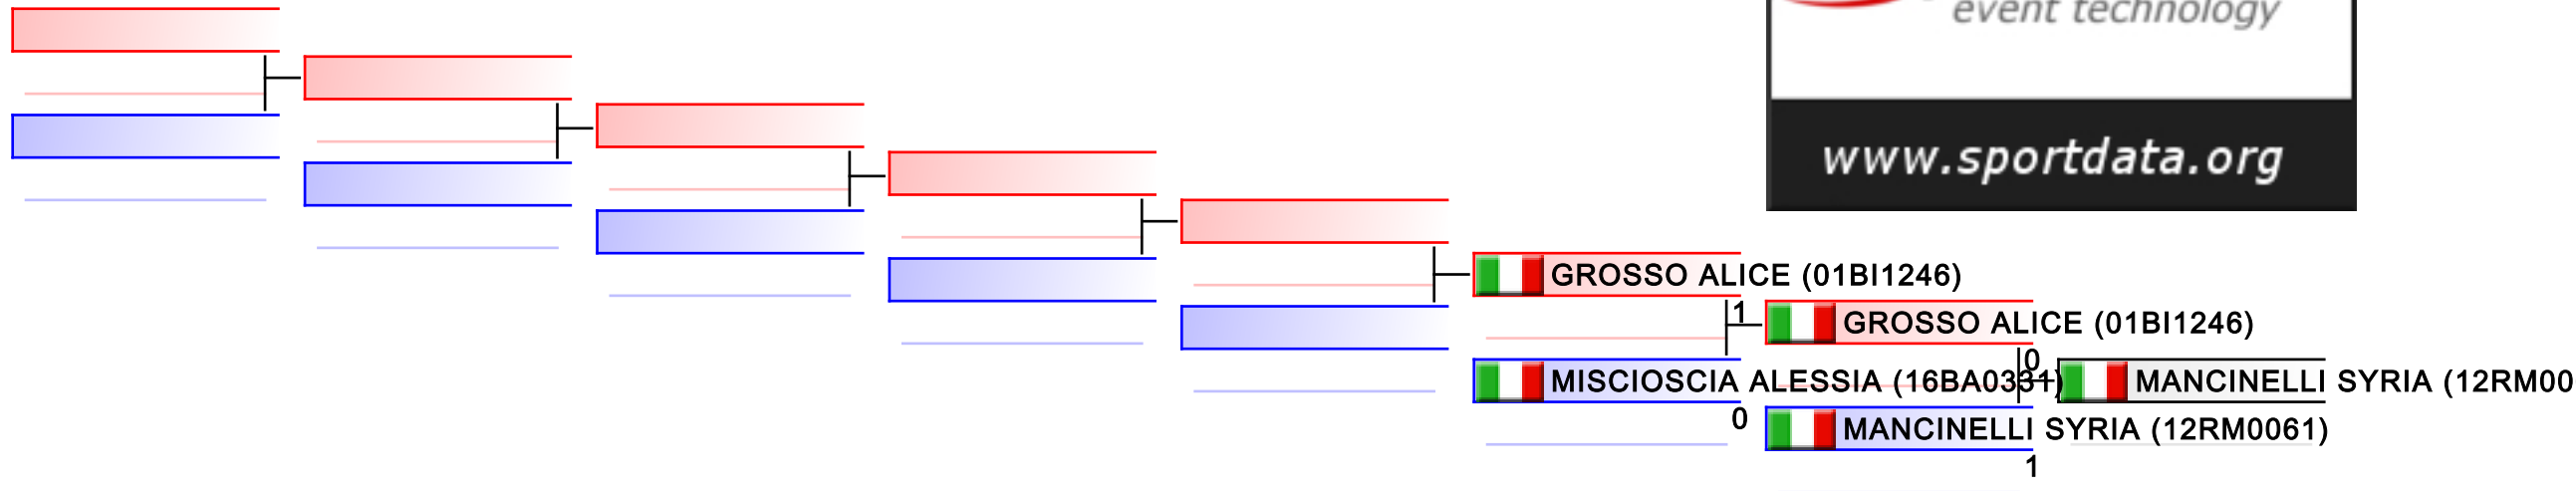 event technology
www.sportdata.org
GROSSO ALICE (01BI1246)
1
GROSSO ALICE (01BI1246)
0
MISCIOSCIA ALESSIA (16BA0331)
MANCINELLI SYRIA (12RM00
0
MANCINELLI SYRIA (12RM0061)
1